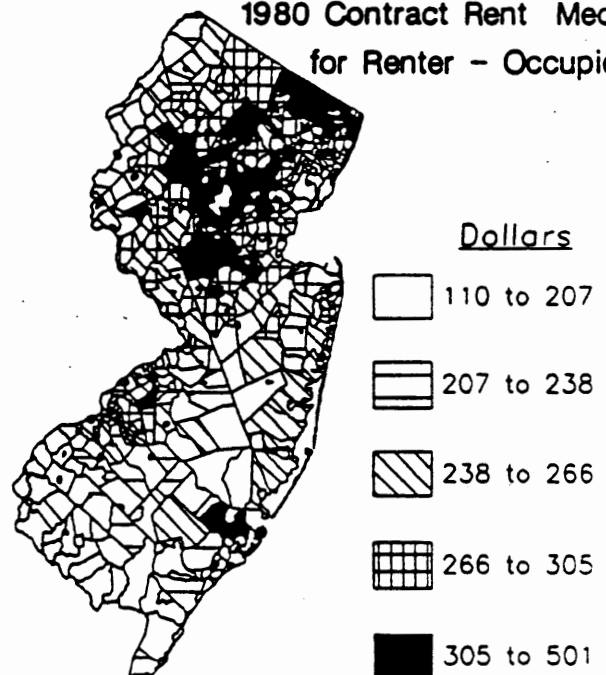 1980 Contract Rent
for Renter - Occupie
Dollars
110 to 207
207 to 238
238 to 266
266 to 305
305 to 501